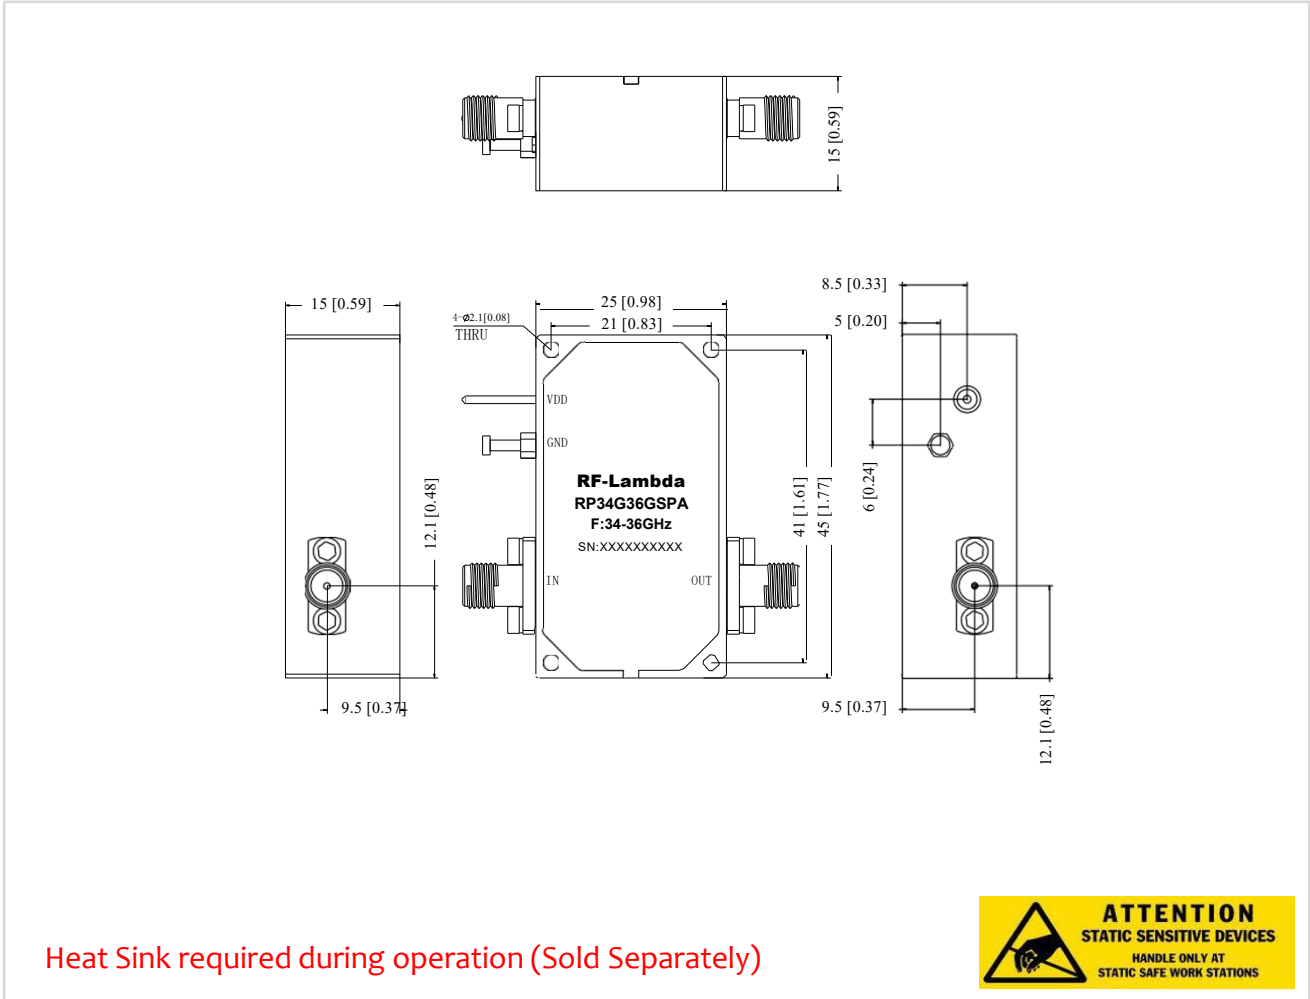 15 [0.59]
8.5 [0.33]
15 [0.59]
25 [0.98]
4-ø2.1[0.08]
THRU
21 [0.83]
5 [0.20]
VDD
GND
RF-Lambda
RP34G36GSPA
F:34-36GHz
SN:XXXXXXXXXX
IN
OUT
12.1 [0.48]
41 [1.61]
45 [1.77]
6 [0.24]
9.5 [0.37]
9.5 [0.37]
12.1 [0.48]
Heat Sink required during operation (Sold Separately)
ATTENTION
STATIC SENSITIVE DEVICES
HANDLE ONLY AT
STATIC SAFE WORK STATIONS